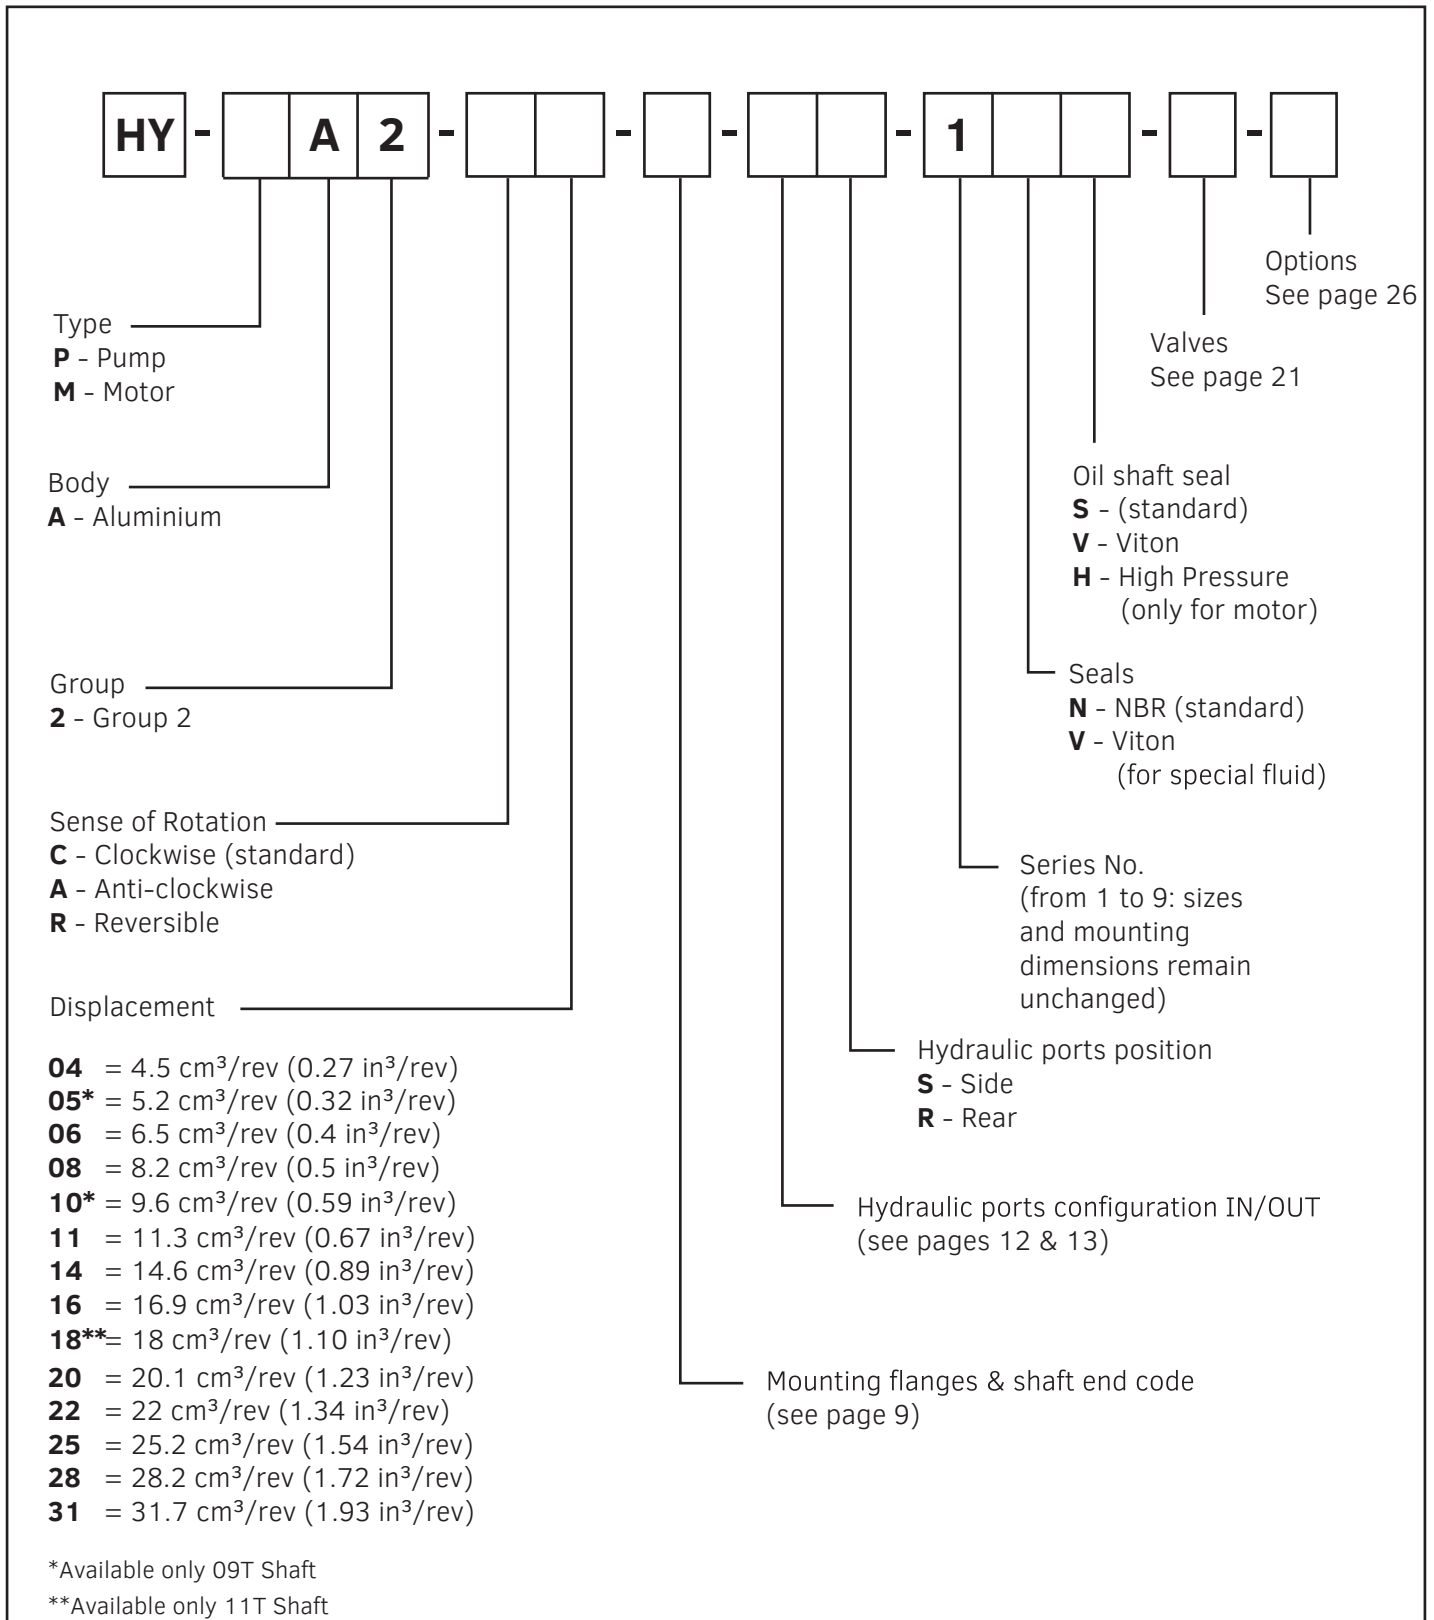 HY - A 2 - - - - 1 - -
Options
See page 26
Valves
See page 21
Type
P - Pump
M - Motor
Body
A - Aluminium
Group
2 - Group 2
Sense of Rotation
C - Clockwise (standard)
A - Anti-clockwise
R - Reversible
Displacement
04 = 4.5 cm³/rev (0.27 in³/rev)
05* = 5.2 cm³/rev (0.32 in³/rev)
06 = 6.5 cm³/rev (0.4 in³/rev)
08 = 8.2 cm³/rev (0.5 in³/rev)
10* = 9.6 cm³/rev (0.59 in³/rev)
11 = 11.3 cm³/rev (0.67 in³/rev)
14 = 14.6 cm³/rev (0.89 in³/rev)
16 = 16.9 cm³/rev (1.03 in³/rev)
18**= 18 cm³/rev (1.10 in³/rev)
20 = 20.1 cm³/rev (1.23 in³/rev)
22 = 22 cm³/rev (1.34 in³/rev)
25 = 25.2 cm³/rev (1.54 in³/rev)
28 = 28.2 cm³/rev (1.72 in³/rev)
31 = 31.7 cm³/rev (1.93 in³/rev)
*Available only 09T Shaft
**Available only 11T Shaft
Oil shaft seal
S - (standard)
V - Viton
H - High Pressure
(only for motor)
Seals
N - NBR (standard)
V - Viton
(for special fluid)
Series No.
(from 1 to 9: sizes
and mounting
dimensions remain
unchanged)
Hydraulic ports position
S - Side
R - Rear
Hydraulic ports configuration IN/OUT
(see pages 12 & 13)
Mounting flanges & shaft end code
(see page 9)